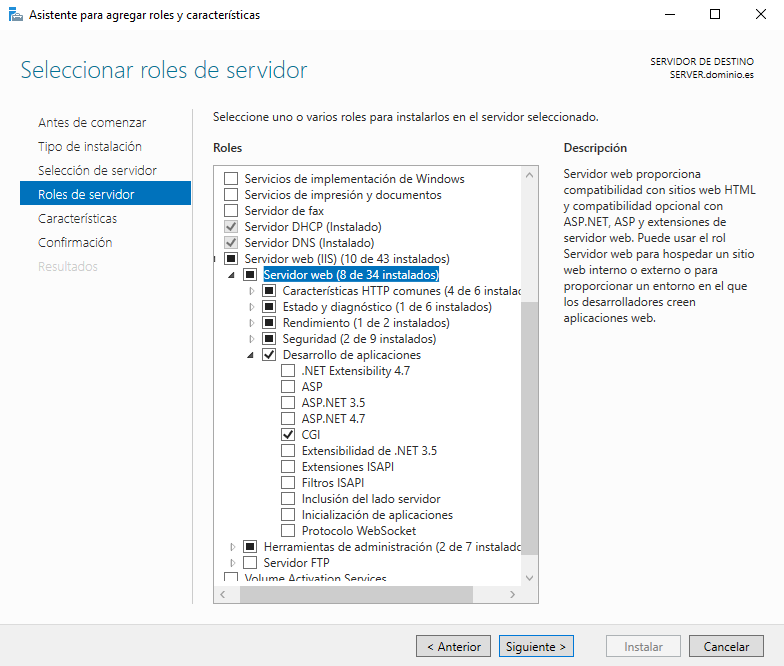 Asistente para agregar roles y características
Seleccionar roles de servidor
SERVIDOR DE DESTINO
SERVER.dominio.es
Antes de comenzar
Tipo de instalación
Selección de servidor
Roles de servidor
Características
Confirmación
Resultados
Seleccione uno o varios roles para instalarlos en el servidor seleccionado.
Roles
Servicios de implementación de Windows
Servicios de impresión y documentos
Servidor de fax
Servidor DHCP (Instalado)
Servidor DNS (Instalado)
Servidor web (IIS) (10 de 43 instalados)
Servidor web (8 de 34 instalados)
Características HTTP comunes (4 de 6 instalac
Estado y diagnóstico (1 de 6 instalados)
Rendimiento (1 de 2 instalados)
Seguridad (2 de 9 instalados)
Desarrollo de aplicaciones
.NET Extensibility 4.7
ASP
ASP.NET 3.5
ASP.NET 4.7
CGI
Extensibilidad de .NET 3.5
Extensiones ISAPI
Filtros ISAPI
Inclusión del lado servidor
Inicialización de aplicaciones
Protocolo WebSocket
Herramientas de administración (2 de 7 instaladc
Servidor FTP
Volume Activation Services
Descripción
Servidor web proporciona
compatibilidad con sitios web HTML
y compatibilidad opcional con
ASP.NET, ASP y extensiones de
servidor web. Puede usar el rol
Servidor web para hospedar un sitio
web interno o externo o para
proporcionar un entorno en el que
los desarrolladores creen
aplicaciones web.
< Anterior
Siguiente >
Instalar
Cancelar